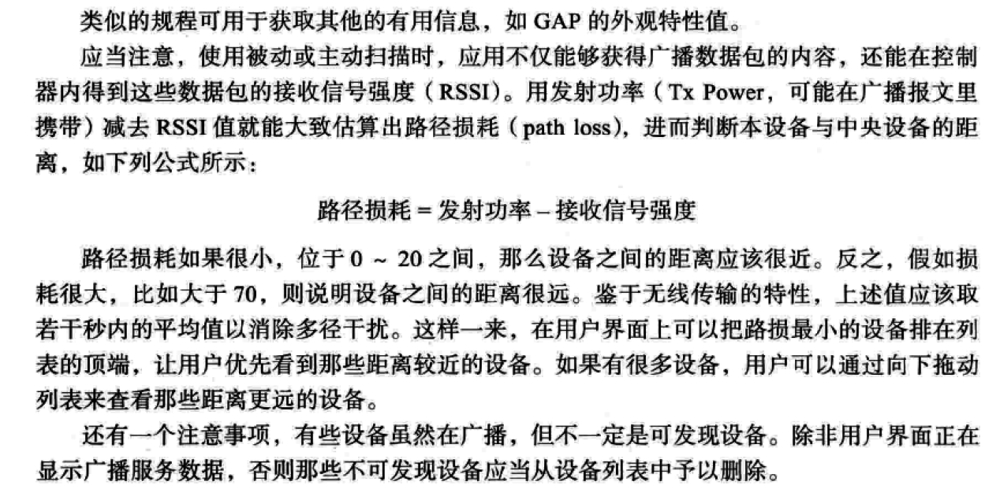 类似的规程可用于获取其他的有用信息，如 GAP 的外观特性值。
应当注意，使用被动或主动扫描时，应用不仅能够获得广播数据包的内容，还能在控制
器内得到这些数据包的接收信号强度（RSSI）。用发射功率（Tx Power，可能在广播报文里
携带）减去 RSSI 值就能大致估算出路径损耗（path loss），进而判断本设备与中央设备的距
离，如下列公式所示：
路径损耗 = 发射功率 – 接收信号强度
路径损耗如果很小，位于 0 ~ 20 之间，那么设备之间的距离应该很近。反之，假如损
耗很大，比如大于 70，则说明设备之间的距离很远。鉴于无线传输的特性，上述值应该取
若干秒内的平均值以消除多径干扰。这样一来，在用户界面上可以把路损最小的设备排在列
表的顶端，让用户优先看到那些距离较近的设备。如果有很多设备，用户可以通过向下拖动
列表来查看那些距离更远的设备。
还有一个注意事项，有些设备虽然在广播，但不一定是可发现设备。除非用户界面正在
显示广播服务数据，否则那些不可发现设备应当从设备列表中予以删除。